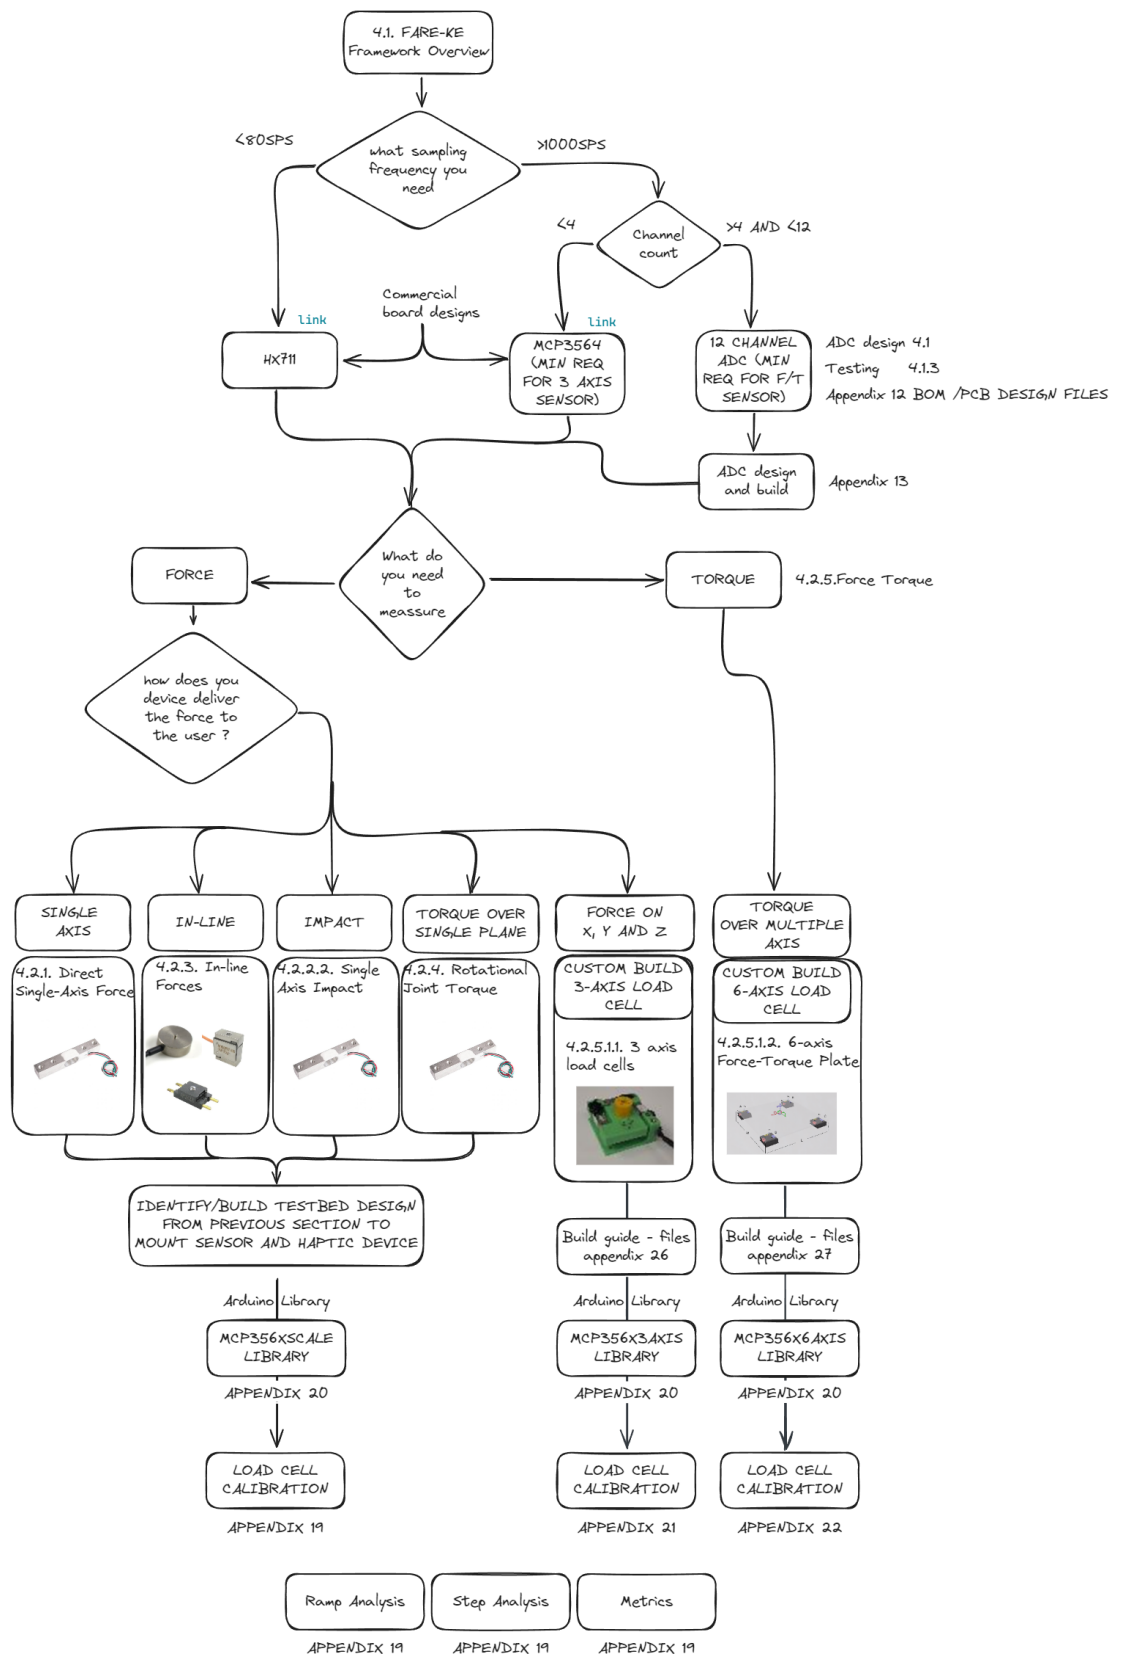 4.1. FARE-KE
Framework Overview
<80SPS
>1000SPS
what sampling
frequency you
need
<4
>4 AND <12
Channel
count
Commercial
board designs
link
link
HX711
MCP3564
(MIN REQ
FOR 3 AXIS
SENSOR)
12 CHANNEL
ADC (MIN
REQ FOR F/T
SENSOR)
ADC design 4.1
Testing 4.1.3
Appendix 12 BOM /PCB DESIGN FILES
ADC design
and build
Appendix 13
What do
you need
to
meassure
FORCE
TORQUE
4.2.5.Force Torque
how does you
device deliver
the force to
the user ?
SINGLE
AXIS
IN-LINE
IMPACT
TORQUE OVER
SINGLE PLANE
FORCE ON
X, Y AND Z
TORQUE
OVER MULTIPLE
AXIS
4.2.1. Direct
Single-Axis Force
4.2.3. In-line
Forces
4.2.2.2. Single
Axis Impact
4.2.4. Rotational
Joint Torque
CUSTOM BUILD
3-AXIS LOAD
CELL
CUSTOM BUILD
6-AXIS LOAD
CELL
4.2.5.1.1. 3 axis
load cells
4.2.5.1.2. 6-axis
Force-Torque Plate
IDENTIFY/BUILD TESTBED DESIGN
FROM PREVIOUS SECTION TO
MOUNT SENSOR AND HAPTIC DEVICE
Build guide - files
appendix 26
Build guide - files
appendix 27
Arduino Library
Arduino Library
Arduino Library
MCP356XSCALE
LIBRARY
MCP356x3AXIS
LIBRARY
MCP356x6AXIS
LIBRARY
APPENDIX 20
APPENDIX 20
APPENDIX 20
LOAD CELL
CALIBRATION
LOAD CELL
CALIBRATION
LOAD CELL
CALIBRATION
APPENDIX 19
APPENDIX 21
APPENDIX 22
Ramp Analysis
Step Analysis
Metrics
APPENDIX 19
APPENDIX 19
APPENDIX 19